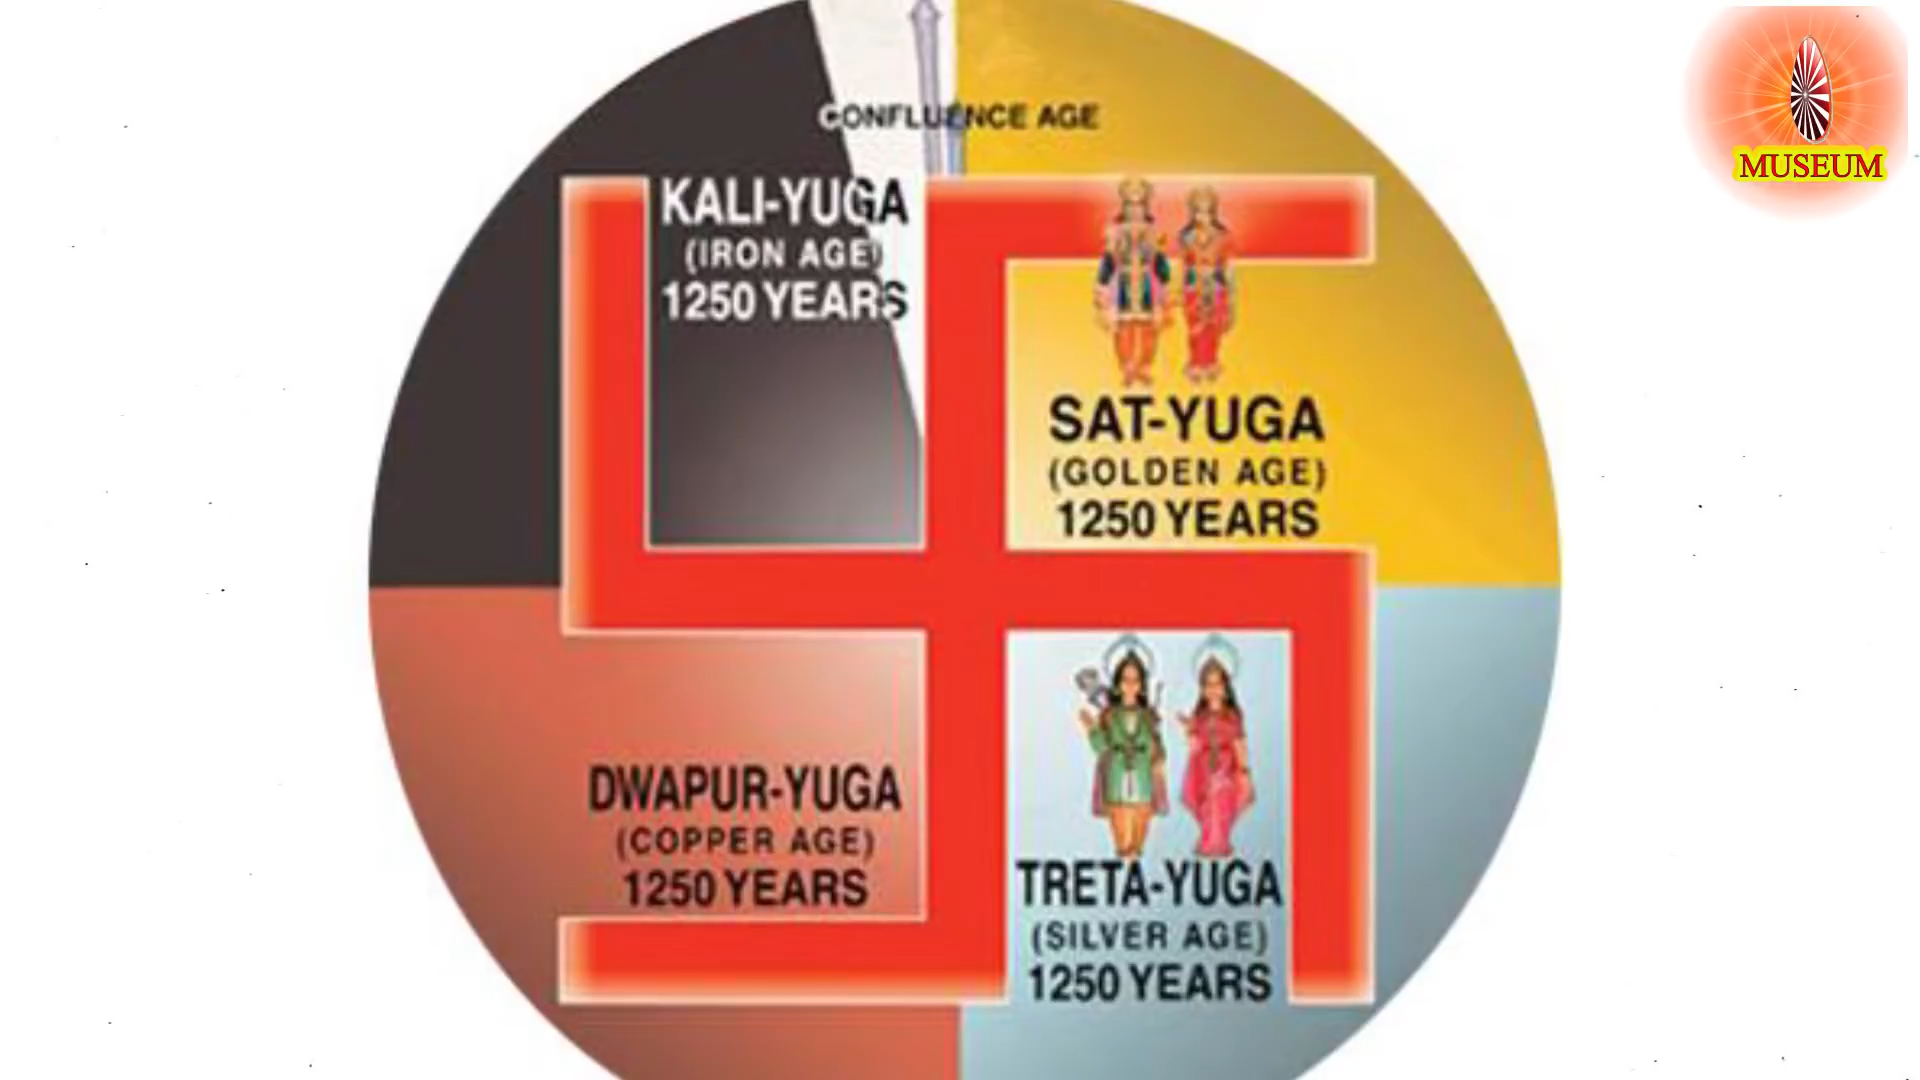 CONFLUENCE AGE
KALI-YUGA
(IRON AGE)
1250 YEARS
SAT-YUGA
(GOLDEN AGE)
1250 YEARS
DWAPUR-YUGA
(COPPER AGE)
1250 YEARS
TRETA-YUGA
(SILVER AGE)
1250 YEARS
MUSEUM